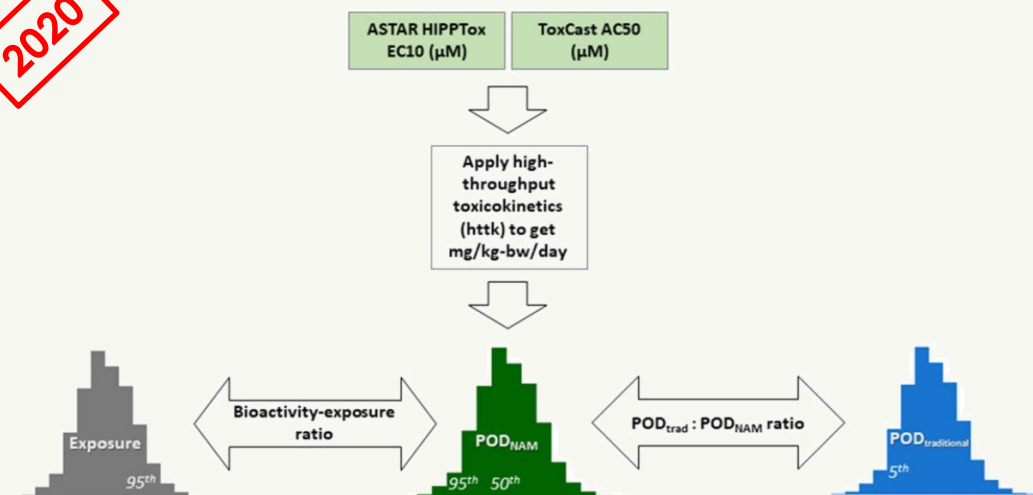 2020
ASTAR HIPPTox
EC10 (µM)
ToxCast AC50
(µM)
Apply high-
throughput
toxicokinetics
(httk) to get
mg/kg-bw/day
Bioactivity-exposure
ratio
PODtrad : PODNAM ratio
Exposure
95th
PODNAM
95th 50th
PODtraditional
5th